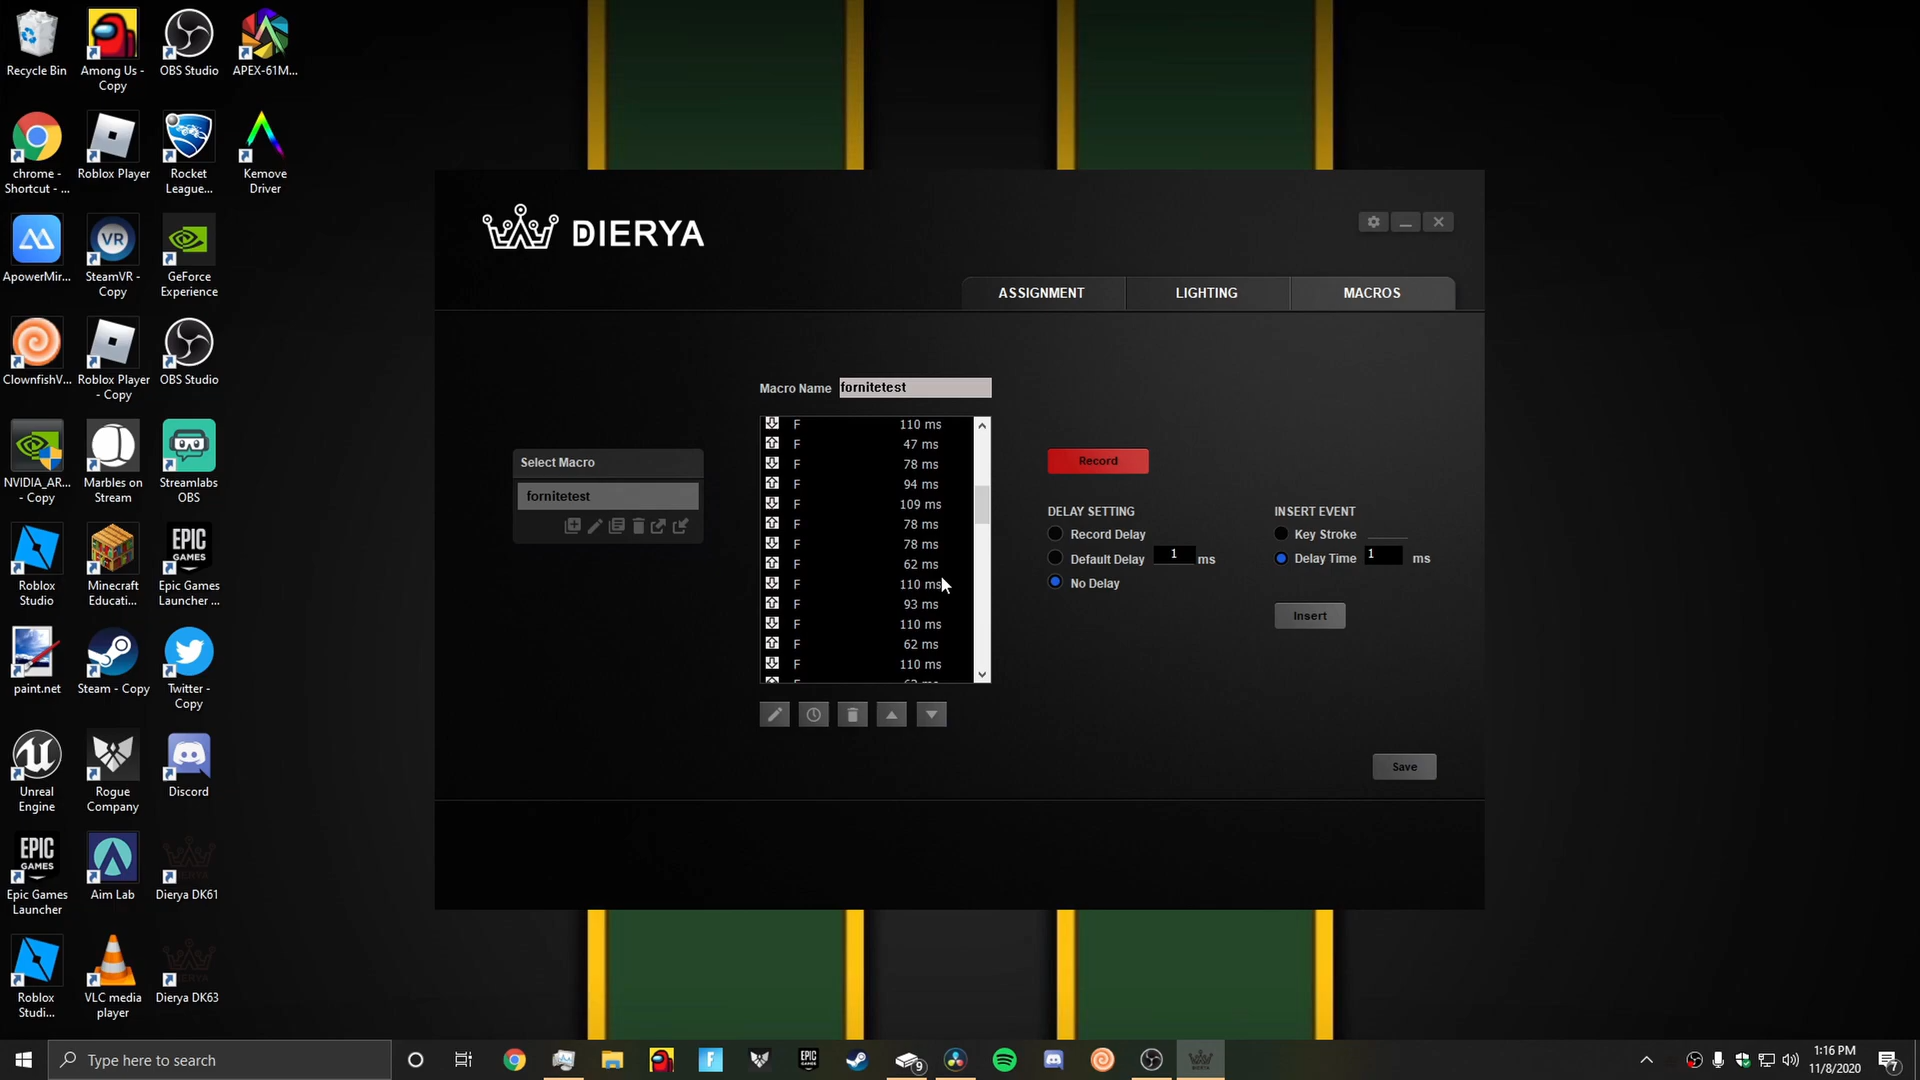 Recycle Bin
Among Us -
Copy
OBS Studio
APEX-61M...
chrome -
Shortcut - ...
Roblox Player
Rocket
League...
Kemove
Driver
ApowerMir...
VR
SteamVR -
Copy
GeForce
Experience
ClownfishV...
Roblox Player
- Copy
OBS Studio
NVIDIA_AR...
- Copy
Marbles on
Stream
Streamlabs
OBS
Roblox
Studio
Minecraft
Educati...
EPIC
GAMES
Epic Games
Launcher ...
paint.net
Steam - Copy
Twitter -
Copy
Unreal
Engine
Rogue
Company
Discord
EPIC
GAMES
Epic Games
Launcher
Aim Lab
Dierya DK61
Roblox
Studi...
VLC media
player
Dierya DK63
DIERYA
ASSIGNMENT
LIGHTING
MACROS
Macro Name
fornitetest
Select Macro
fornitetest
F 110 ms
F 47 ms
F 78 ms
F 94 ms
F 109 ms
F 78 ms
F 78 ms
F 62 ms
F 110 ms
F 93 ms
F 110 ms
F 62 ms
F 110 ms
Record
DELAY SETTING
Record Delay
Default Delay 1 ms
No Delay
INSERT EVENT
Key Stroke
Delay Time 1 ms
Insert
Save
Type here to search
9
1:16 PM
11/8/2020
7